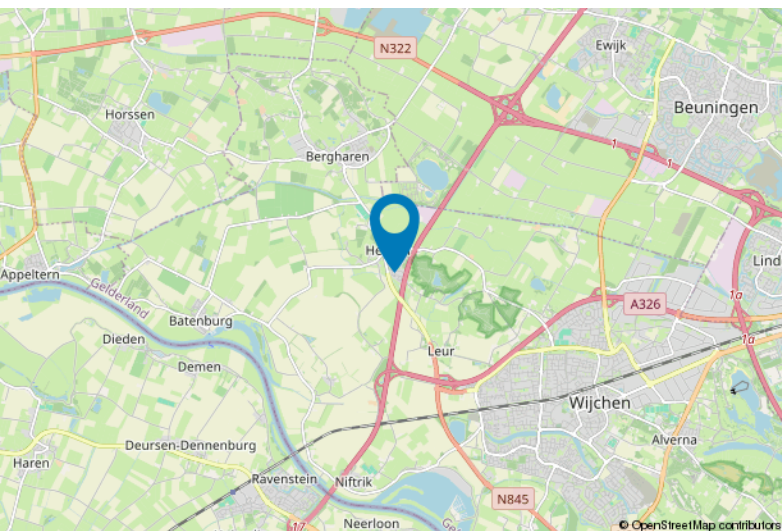 N322
Ewijk
Beuningen
Horssen
1
1
Bergharen
Lind
Appeltern
Gelderland
1a
A326
Batenburg
1a
Dieden
Leur
Demen
Wijchen
Alverna
Deursen-Dennenburg
Haren
Ravenstein
Niftrik
N845
17
Neerloon
© OpenStreetMap contributors